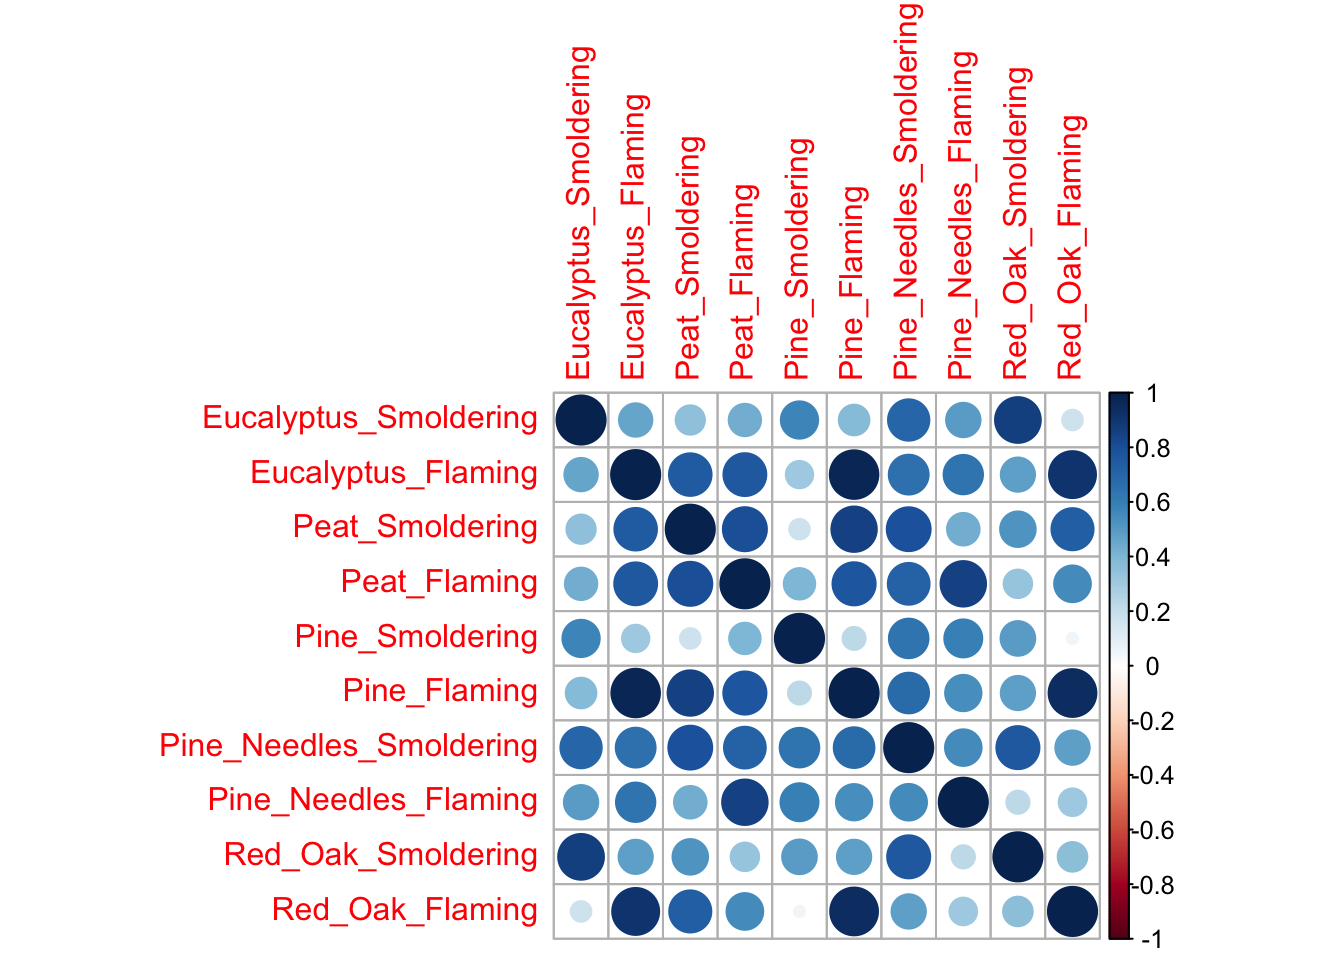 Eucalyptus_Smoldering
Eucalyptus_Flaming
Peat_Smoldering
Peat_Flaming
Pine_Smoldering
Pine_Flaming
Pine_Needles_Smoldering
Pine_Needles_Flaming
Red_Oak_Smoldering
Red_Oak_Flaming
Eucalyptus_Smoldering
Eucalyptus_Flaming
Peat_Smoldering
Peat_Flaming
Pine_Smoldering
Pine_Flaming
Pine_Needles_Smoldering
Pine_Needles_Flaming
Red_Oak_Smoldering
Red_Oak_Flaming
1
0.8
0.6
0.4
0.2
0
-0.2
-0.4
-0.6
-0.8
-1